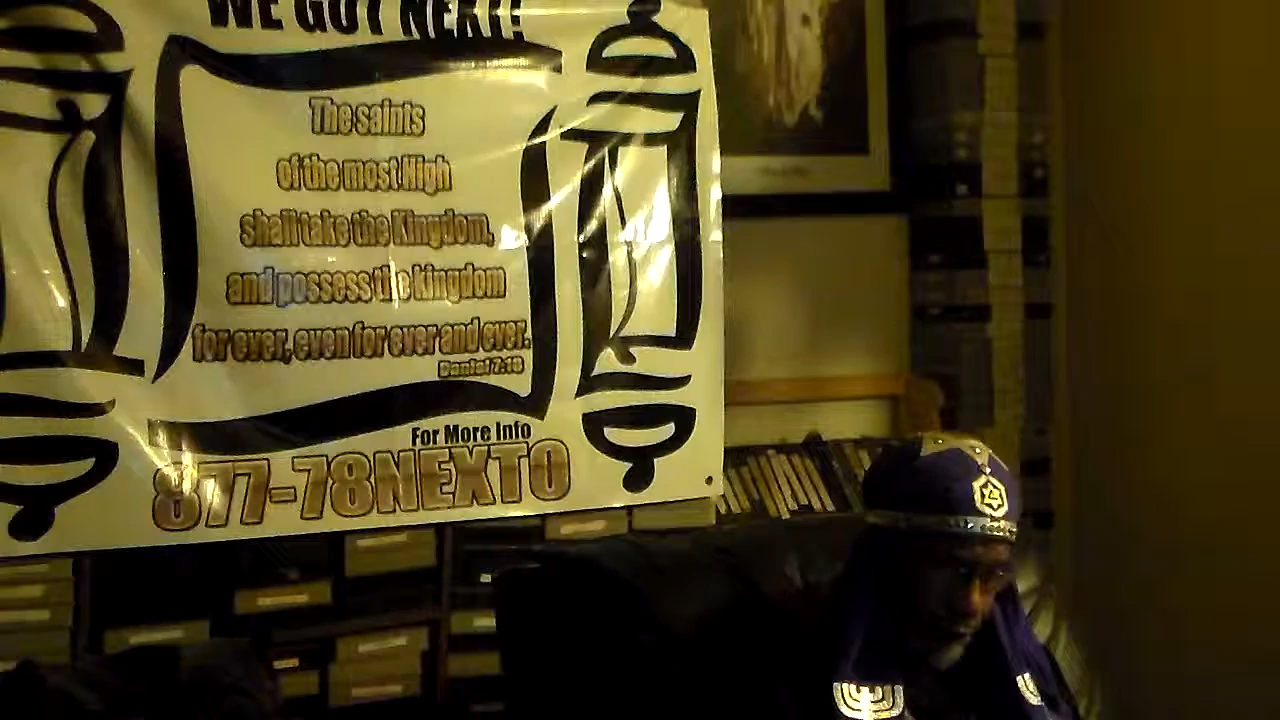 WE GOT NEXT!
The saints
of the most High
shall take the Kingdom,
and possess the kingdom
for ever, even for ever and ever.
Daniel 7:18
For More Info
877-78NEXT0